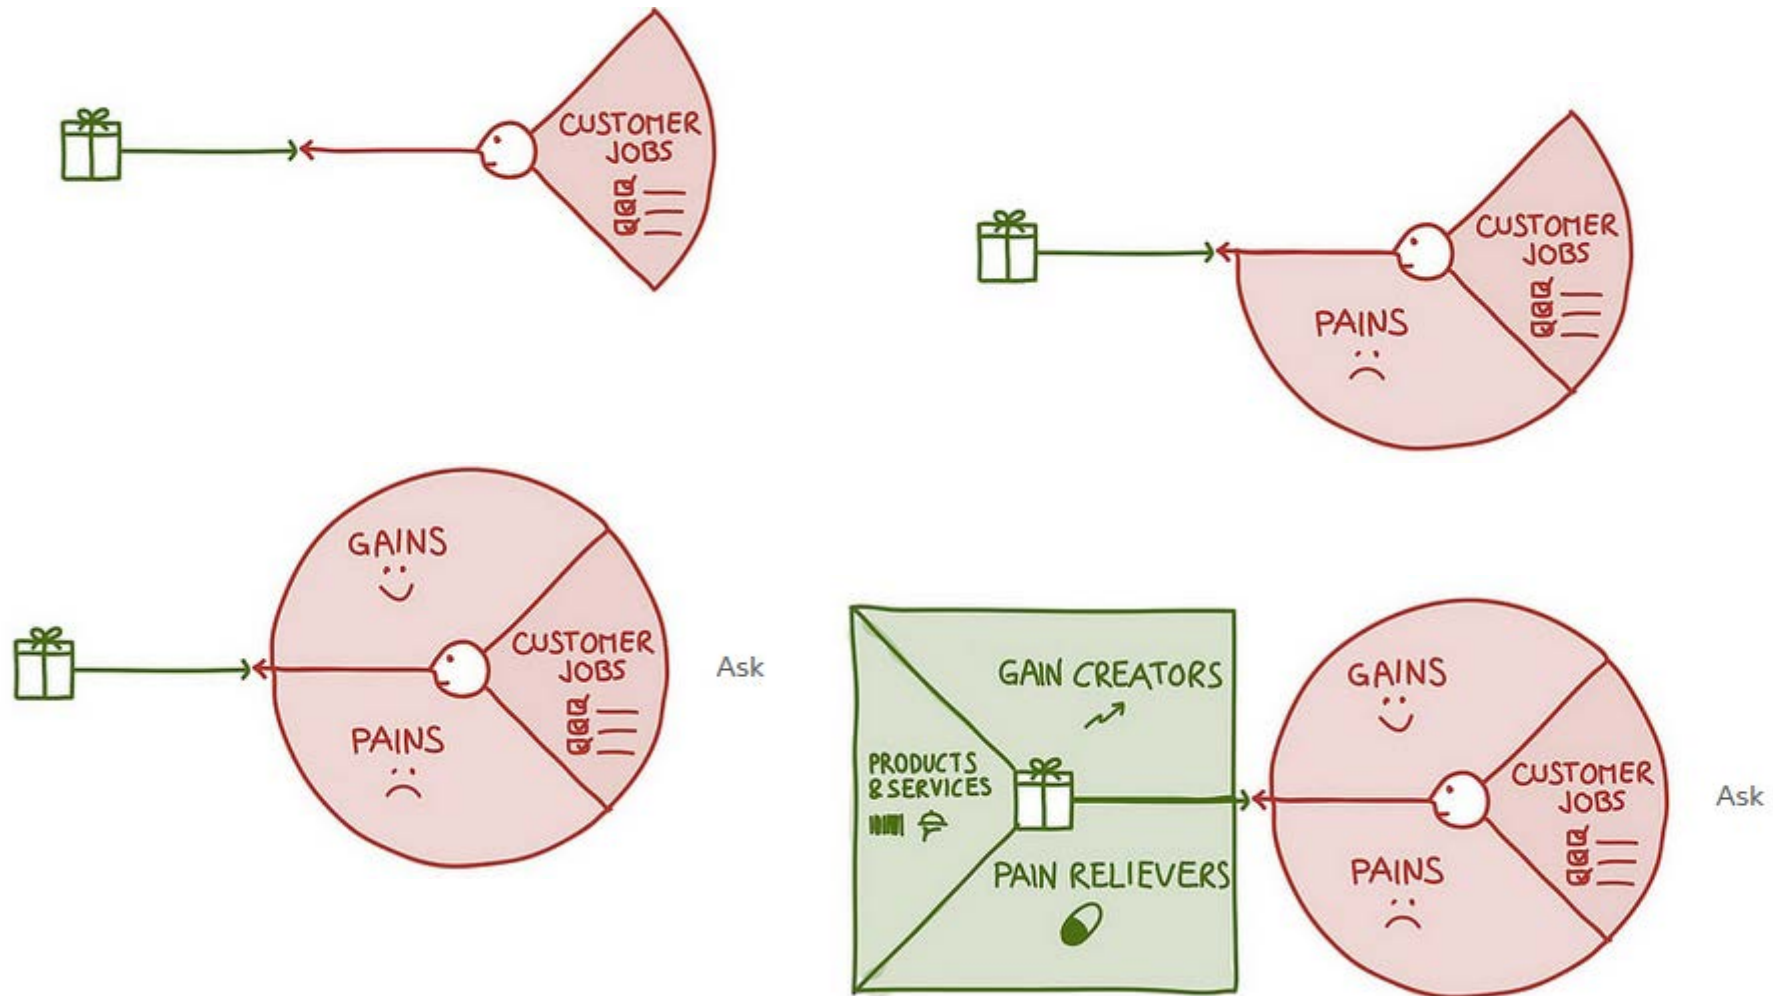 CUSTOMER
JOBS
CUSTOMER
JOBS
PAINS
GAINS
CUSTOMER
JOBS
PAINS
Ask
GAIN CREATORS
PRODUCTS
& SERVICES
PAIN RELIEVERS
GAINS
CUSTOMER
JOBS
PAINS
Ask